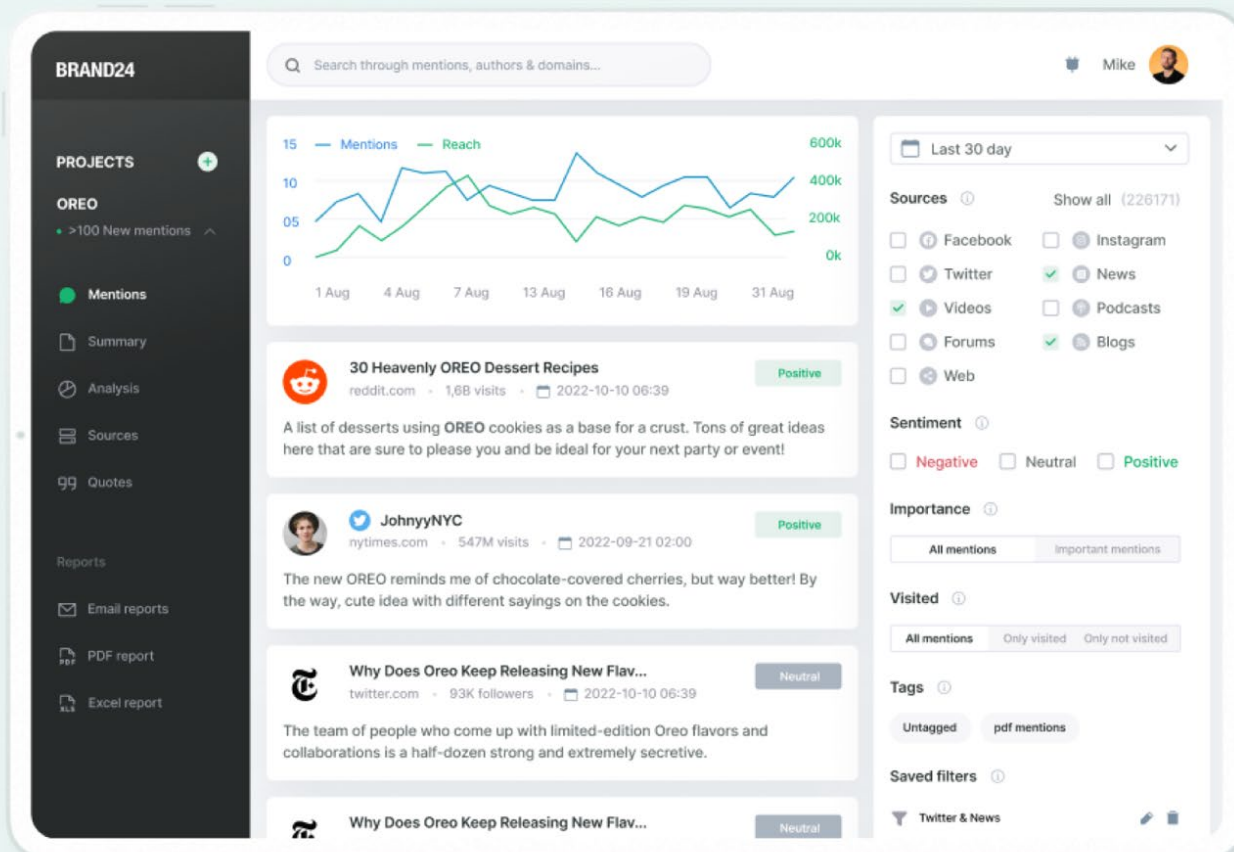 BRAND24
Search through mentions, authors & domains...
Mike
PROJECTS
OREO
>100 New mentions
Mentions
Summary
Analysis
Sources
Quotes
Reports
Email reports
PDF report
Excel report
15 Mentions Reach 600k
10 400k
05 200k
0 0k
1 Aug 4 Aug 7 Aug 13 Aug 16 Aug 19 Aug 31 Aug
30 Heavenly OREO Dessert Recipes
Positive
reddit.com • 1,6B visits • 2022-10-10 06:39
A list of desserts using OREO cookies as a base for a crust. Tons of great ideas
here that are sure to please you and be ideal for your next party or event!
JohnyyNYC
Positive
nytimes.com • 547M visits • 2022-09-21 02:00
The new OREO reminds me of chocolate-covered cherries, but way better! By
the way, cute idea with different sayings on the cookies.
Why Does Oreo Keep Releasing New Flav...
Neutral
twitter.com • 93K followers • 2022-10-10 06:39
The team of people who come up with limited-edition Oreo flavors and
collaborations is a half-dozen strong and extremely secretive.
Why Does Oreo Keep Releasing New Flav...
Neutral
Last 30 day
Sources Show all (226171)
Facebook Instagram
Twitter News
Videos Podcasts
Forums Blogs
Web
Sentiment
Negative Neutral Positive
Importance
All mentions Important mentions
Visited
All mentions Only visited Only not visited
Tags
Untagged pdf mentions
Saved filters
Twitter & News